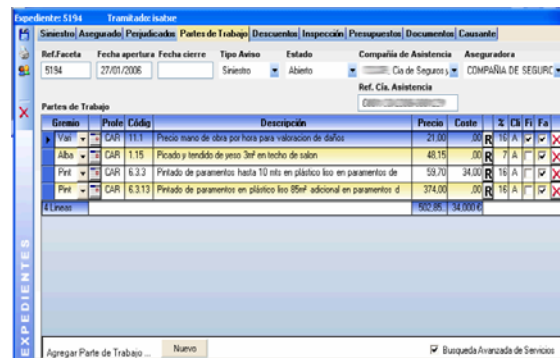 Expediente: 5194 Tramitador: isatxe
Siniestro Asegurado Perjudicados Partes de Trabajo Descuentos Inspección Presupuestos Documentos Causante
Ref.Faceta Fecha apertura Fecha cierre Tipo Aviso Estado Compañía de Asistencia Aseguradora
5194 27/01/2006 Siniestro Abierto Cia de Seguros y COMPAÑÍA DE SEGURC
Ref. Cía. Asistencia
Partes de Trabajo
Gremio Profe Códig Descripción Precio Coste % Cli Fi Fa
Vari CAR 11.1 Precio mano de obra por hora para valoracion de daños 21,00 ,00 R 16 A
Alba CAR 1.15 Picado y tendido de yeso 3m² en techo de salon 48,15 ,00 R 7 A
Pint CAR 6.3.3 Pintado de paramentos hasta 10 mts en plástico liso en paramentos de 59,70 34,00 R 16 A
Pint CAR 6.3.13 Pintado de paramentos en plástico liso 85m² adicional en paramentos d 374,00 ,00 R 16 A
4 Lineas 502,85.. 34,000 €
EXPEDIENTES
Agregar Parte de Trabajo ... Nuevo Busqueda Avanzada de Servicios